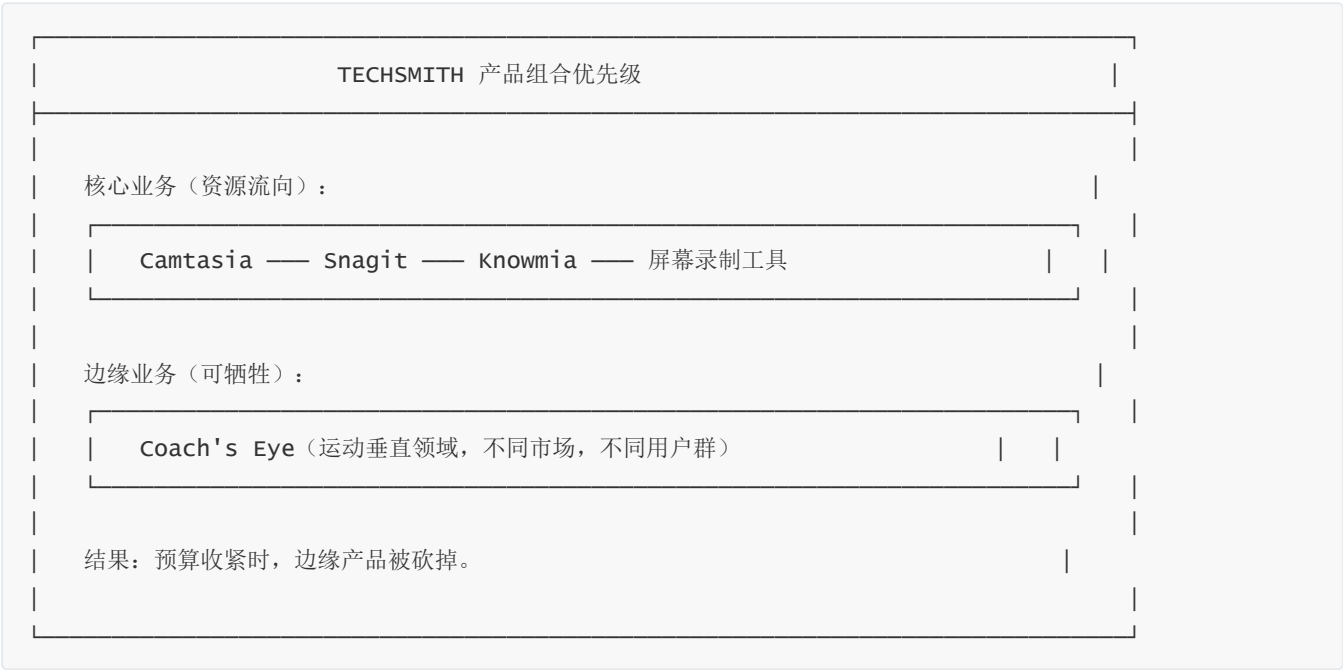 TECHSMITH 产品组合优先级
核心业务（资源流向）：
Camtasia —— Snagit —— Knowmia —— 屏幕录制工具
边缘业务（可牺牲）：
Coach's Eye（运动垂直领域，不同市场，不同用户群）
结果：预算收紧时，边缘产品被砍掉。